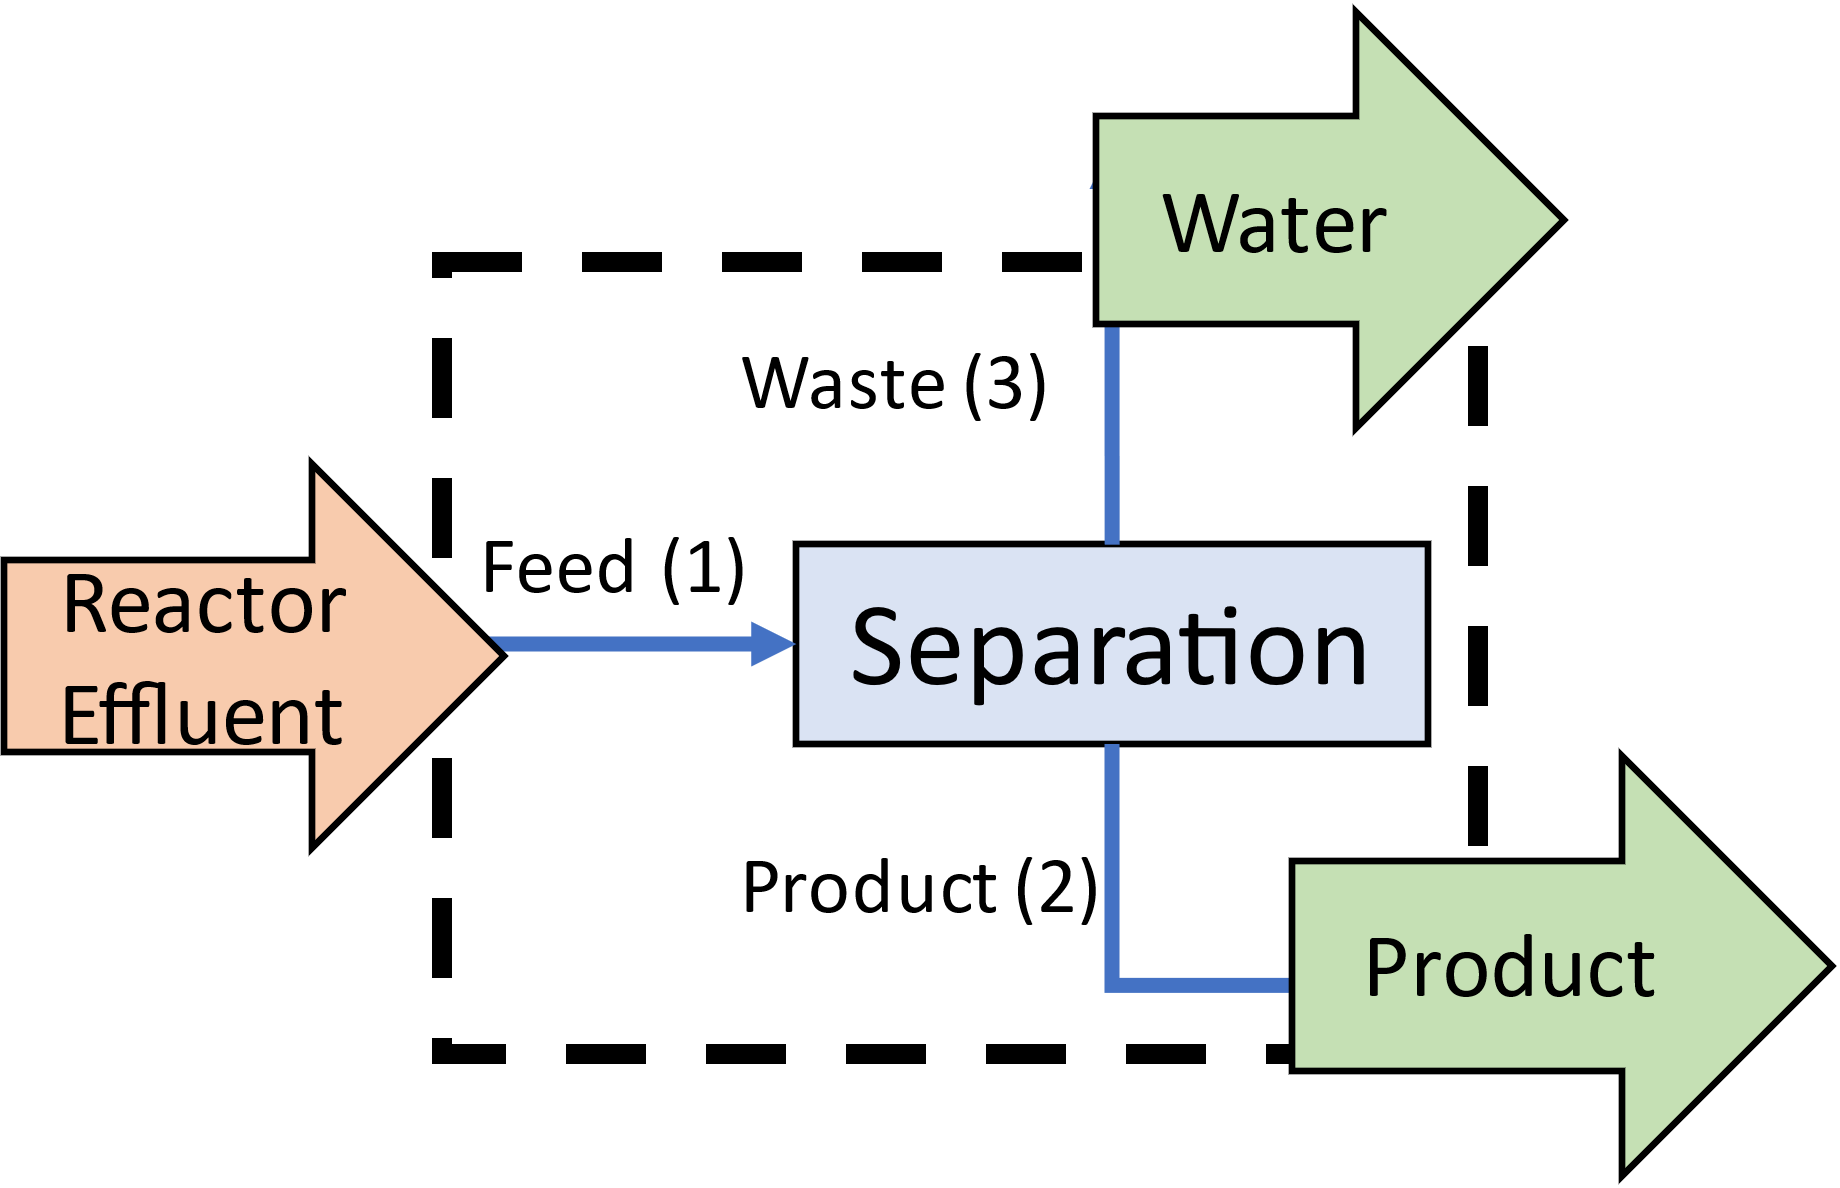 Water
Waste (3)
Reactor
Effluent
Feed (1)
Separation
Product (2)
Product